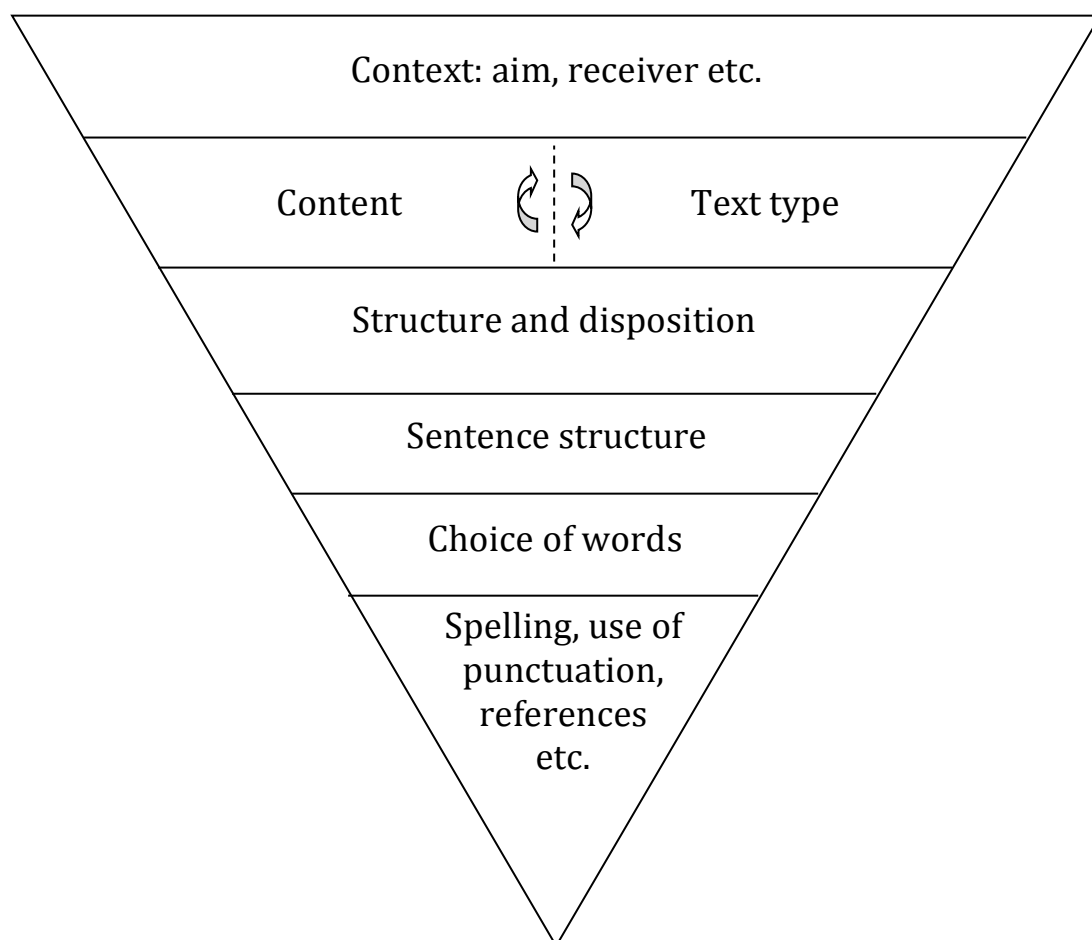 Context: aim, receiver etc.
Content Text type
Structure and disposition
Sentence structure
Choice of words
Spelling, use of
punctuation,
references
etc.